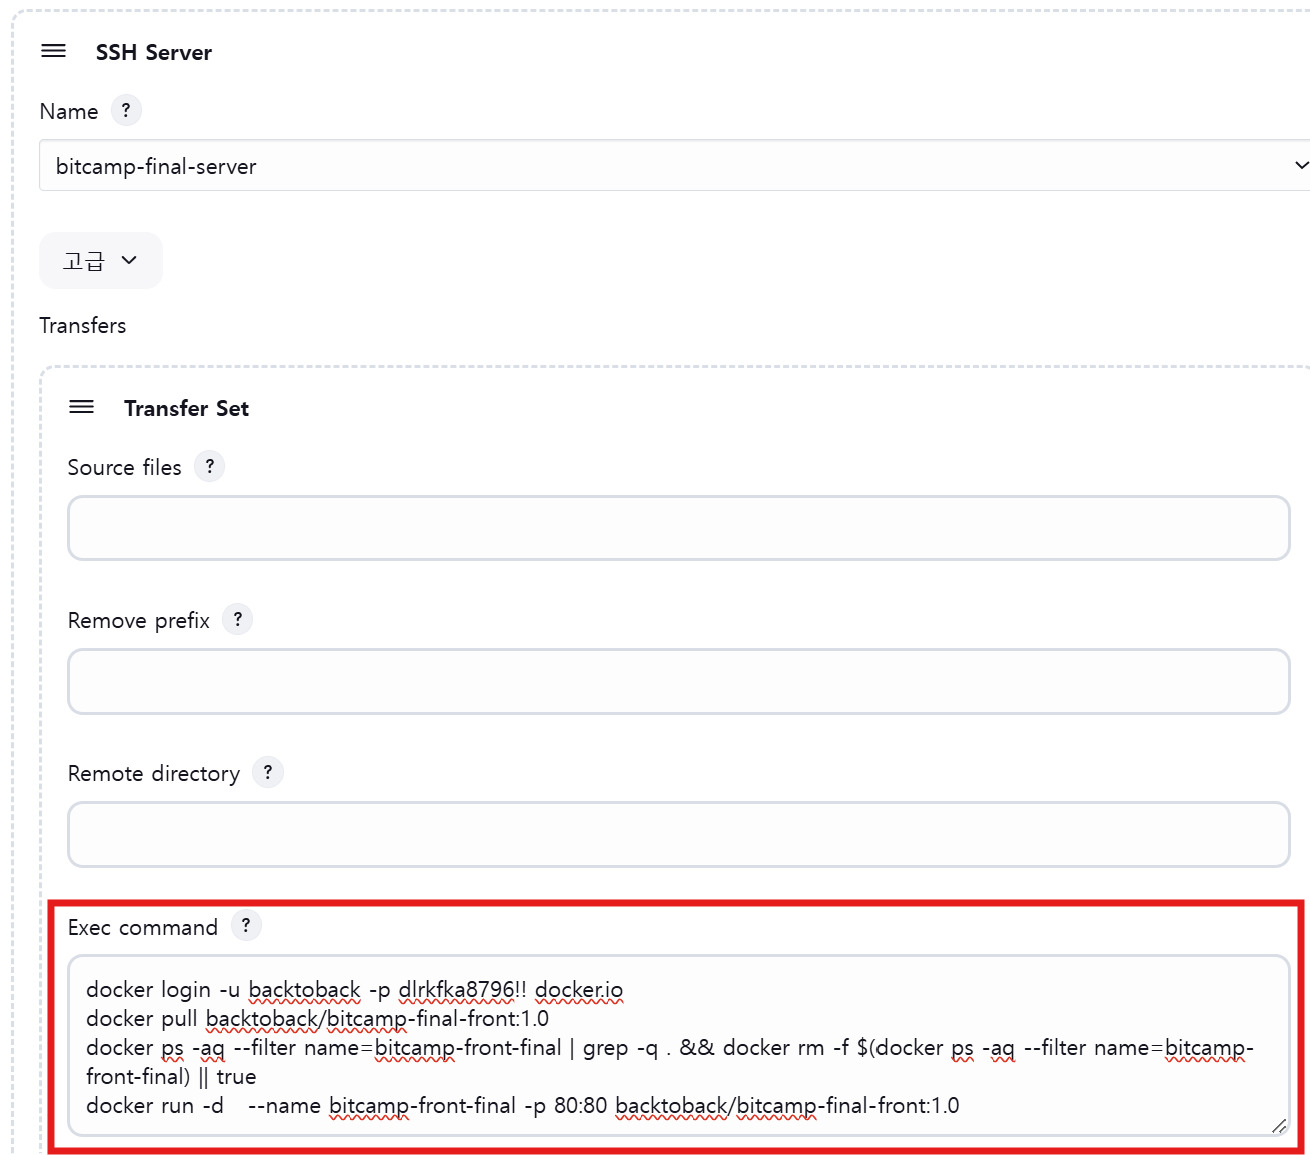 SSH Server
Name ?
bitcamp-final-server
고급
Transfers
Transfer Set
Source files ?
Remove prefix ?
Remote directory ?
Exec command ?
docker login -u backtoback -p dlrkfka8796!! docker.io
docker pull backtoback/bitcamp-final-front:1.0
docker ps -aq --filter name=bitcamp-front-final | grep -q . && docker rm -f $(docker ps -aq --filter name=bitcamp-
front-final) || true
docker run -d   --name bitcamp-front-final -p 80:80 backtoback/bitcamp-final-front:1.0